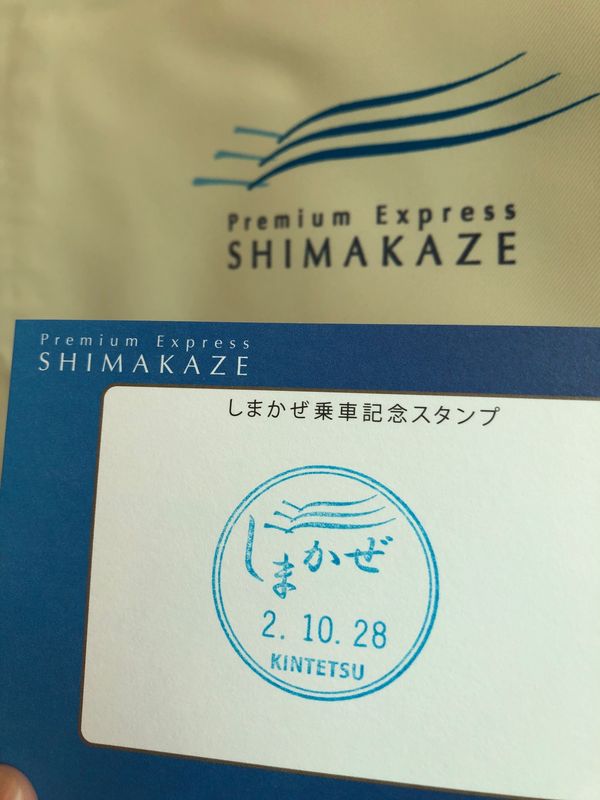 Premium Express
SHIMAKAZE
Premium Express
SHIMAKAZE
しまかぜ乗車記念スタンプ
しまかぜ
2.10.28
KINTETSU